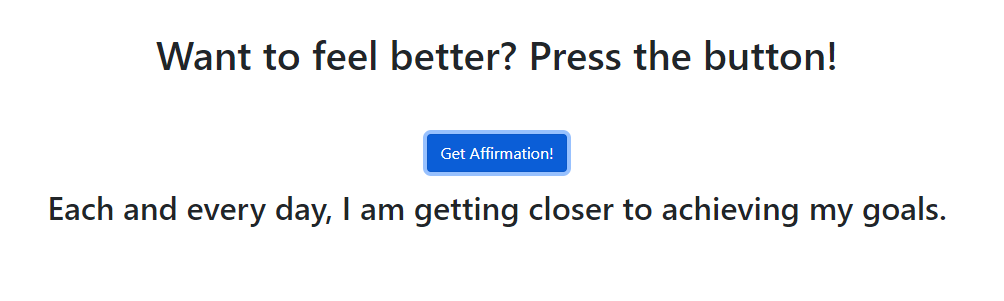 Want to feel better? Press the button!
Get Affirmation!
Each and every day, I am getting closer to achieving my goals.